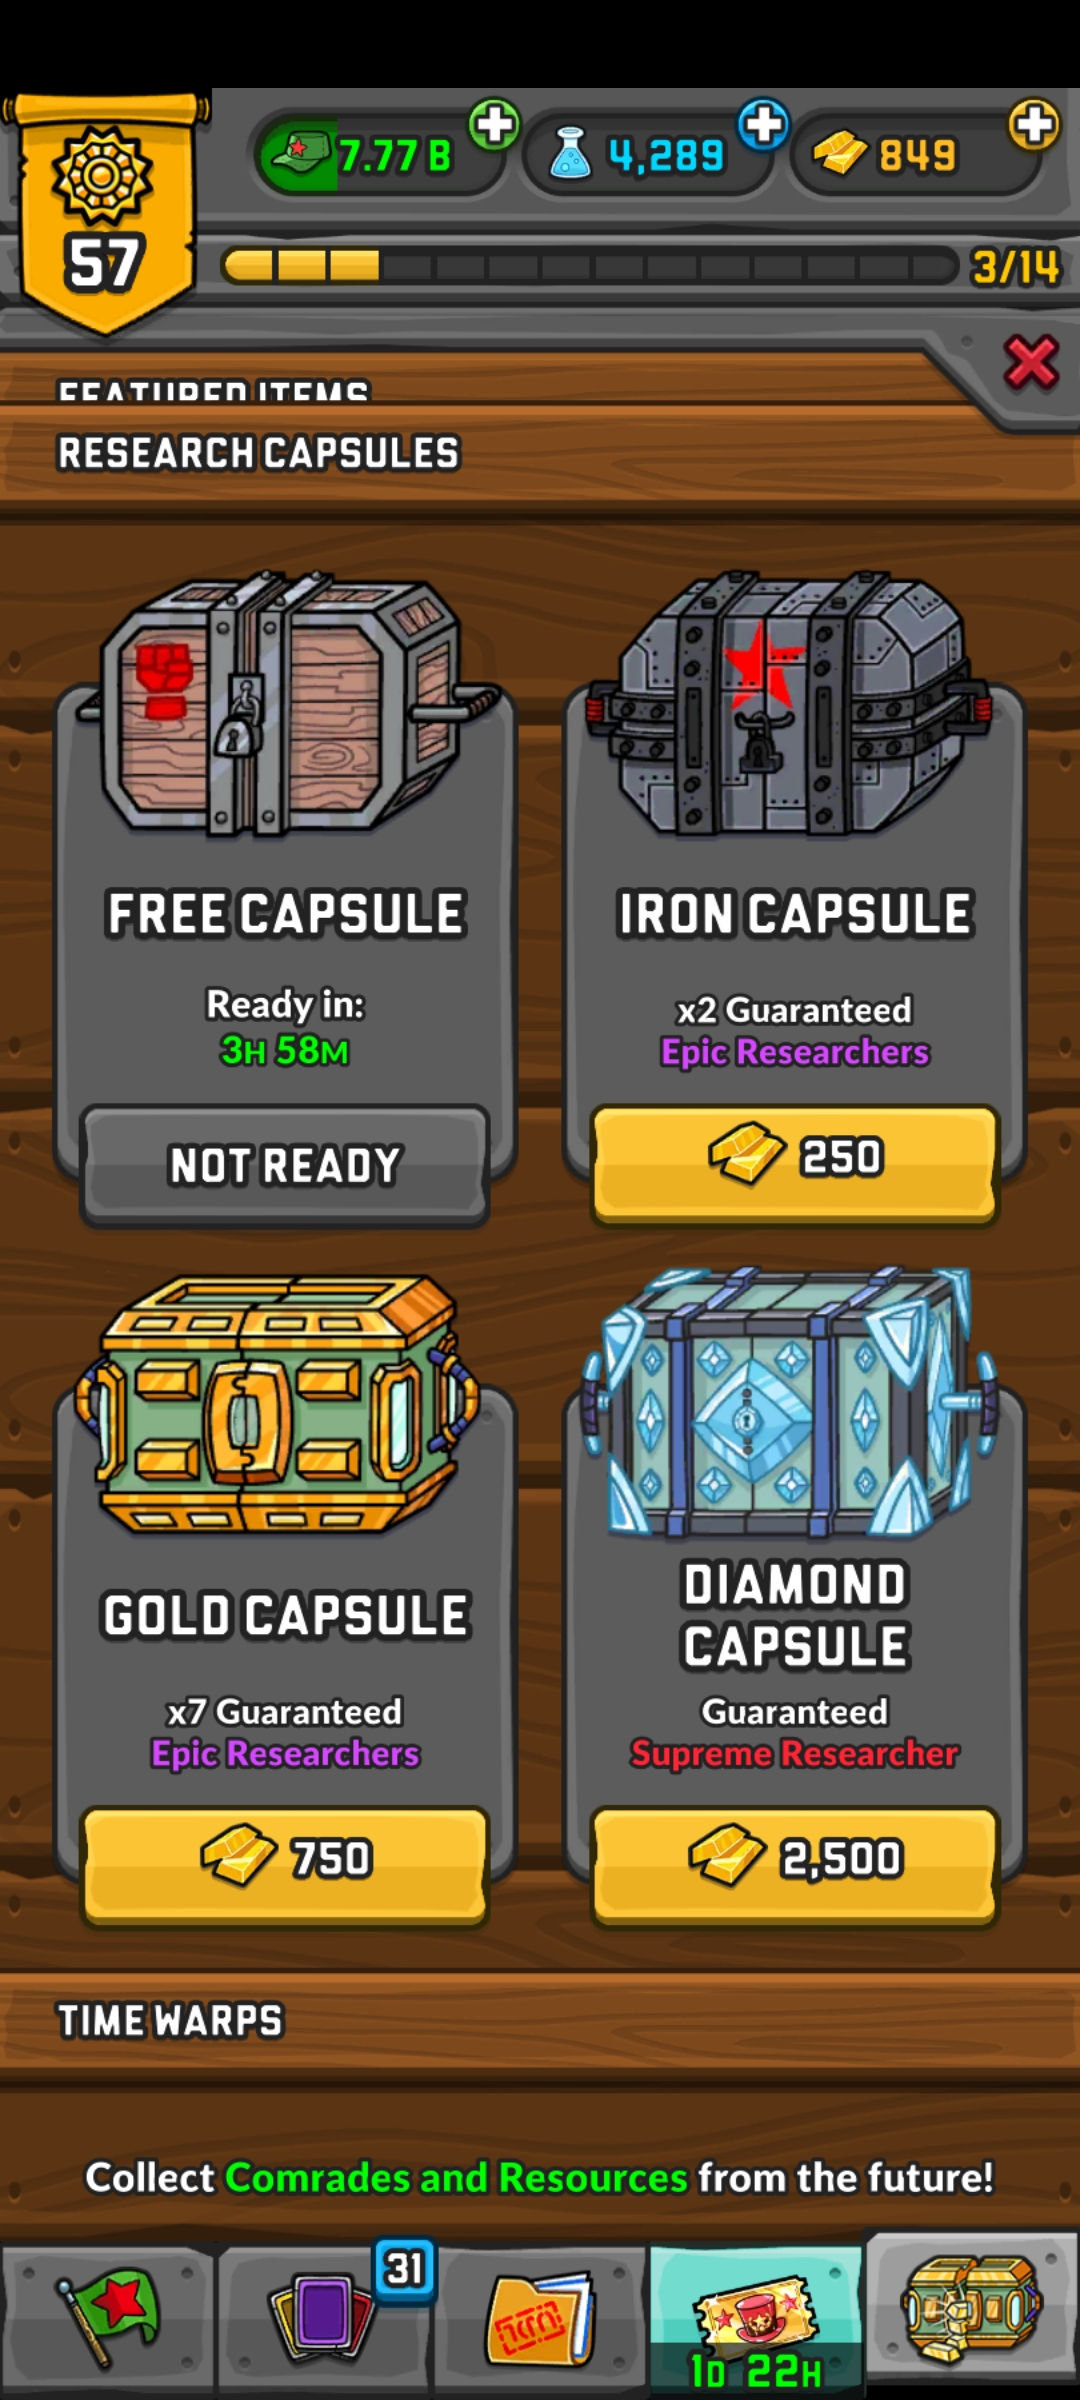 7.77 B
4,289
849
57
3/14
FEATURED ITEMS
RESEARCH CAPSULES
FREE CAPSULE
Ready in:
3H 58M
NOT READY
IRON CAPSULE
x2 Guaranteed
Epic Researchers
250
GOLD CAPSULE
x7 Guaranteed
Epic Researchers
750
DIAMOND
CAPSULE
Guaranteed
Supreme Researcher
2,500
TIME WARPS
Collect Comrades and Resources from the future!
31
1D 22H